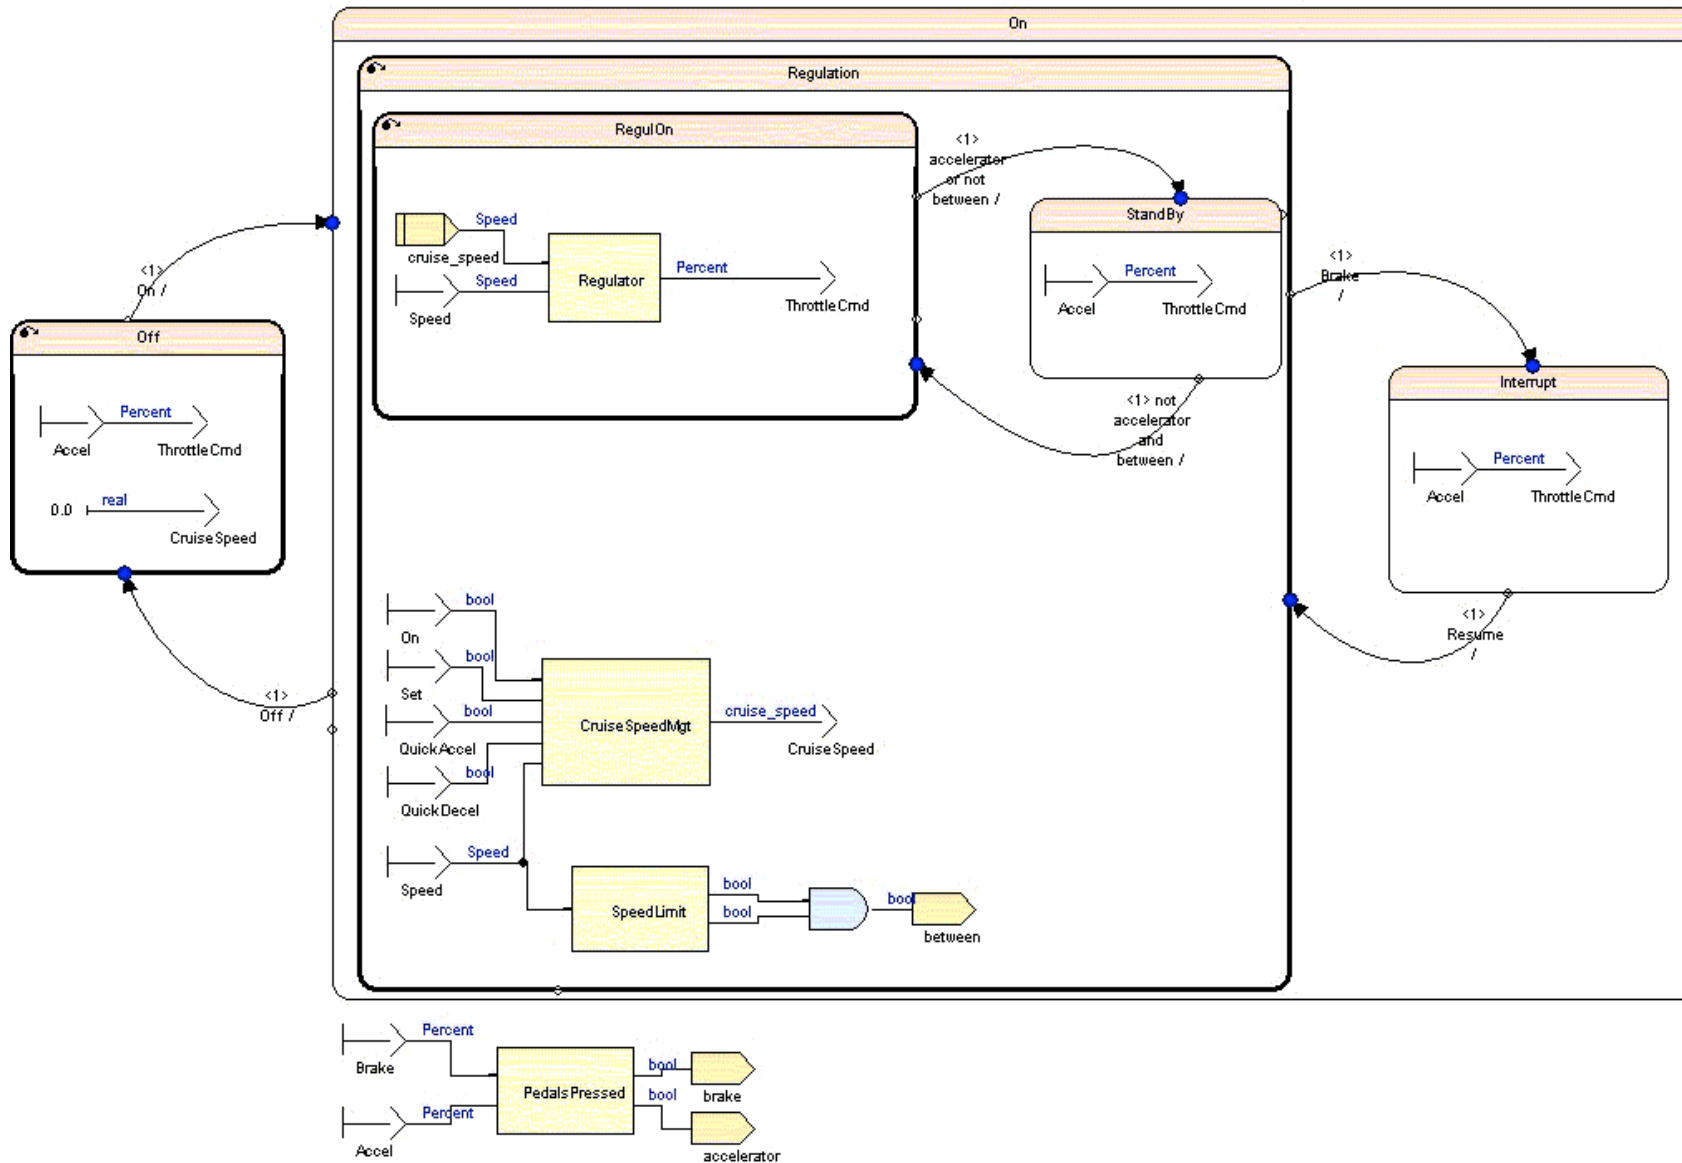 On
Regulation
RegulOn
<1>
accelerator
or not
between /
Speed
cruise_speed
Speed
Speed
Regulator
Percent
ThrottleCmd
StandBy
Percent
Accel
ThrottleCmd
<1>
Brake
/
<1>
On /
Off
Percent
Accel
ThrottleCmd
0.0
real
CruiseSpeed
<1> not
accelerator
and
between /
Interrupt
Percent
Accel
ThrottleCmd
<1>
Resume
/
<1>
Off /
bool
On
bool
Set
bool
QuickAccel
bool
QuickDecel
Speed
Speed
CruiseSpeedMgt
cruise_speed
CruiseSpeed
SpeedLimit
bool
bool
bool
between
Percent
Brake
Percent
Accel
PedalsPressed
bool
brake
bool
accelerator